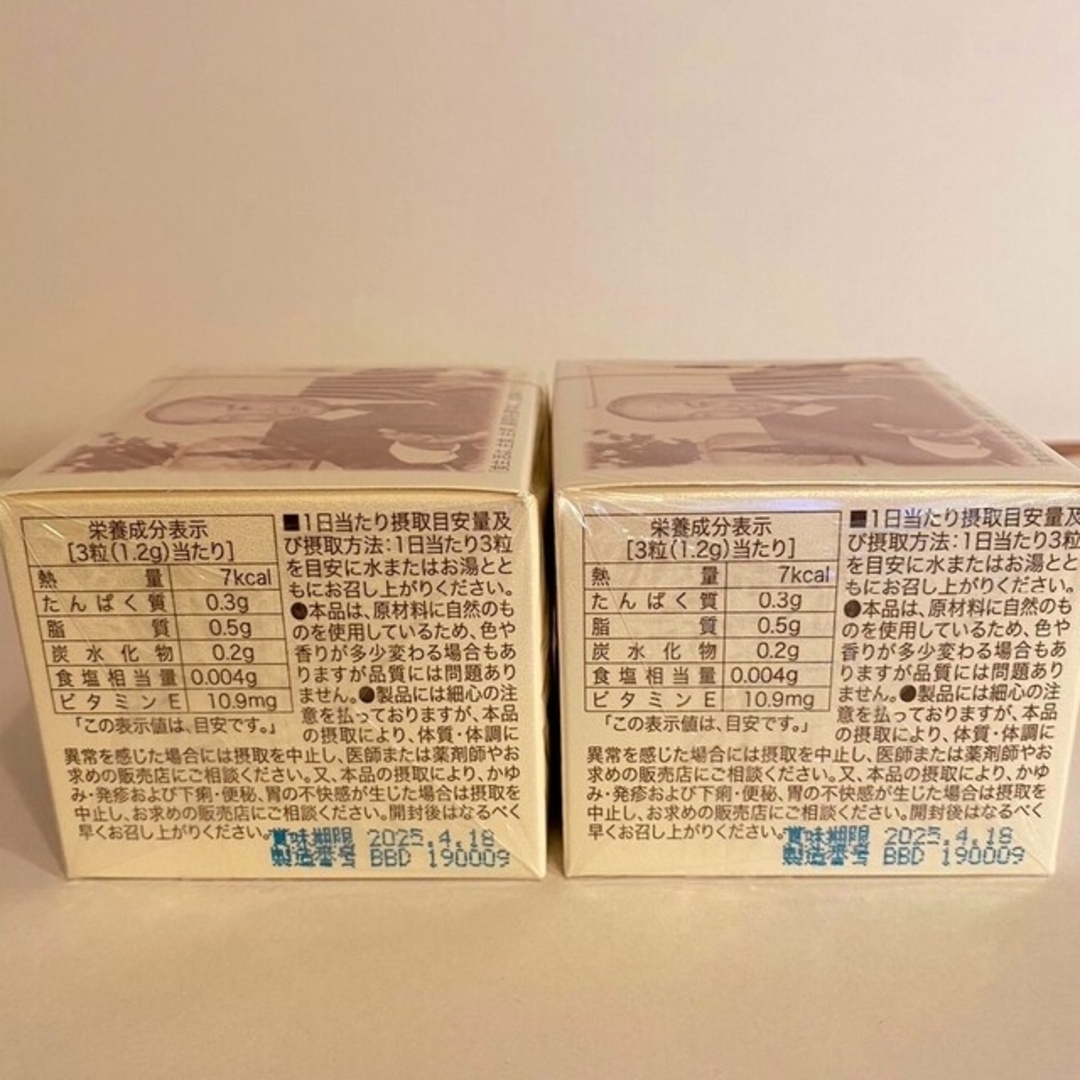 栄養成分表示
[3粒(1.2g)当たり]
熱量 7kcal
たんぱく質 0.3g
脂質 0.5g
炭水化物 0.2g
食塩相当量 0.004g
ビタミンE 10.9mg
「この表示値は、目安です。」
■1日当たり摂取目安量及
び摂取方法:1日当たり3粒
を目安に水またはお湯とと
もにお召し上がりください。
●本品は、原材料に自然のも
のを使用しているため、色や
香りが多少変わる場合もあ
りますが品質には問題あり
ません。●製品には細心の注
意を払っておりますが、本品
の摂取により、体質・体調に
異常を感じた場合には摂取を中止し、医師または薬剤師やお
求めの販売店にご相談ください。又、本品の摂取により、かゆ
み・発疹および下痢・便秘、胃の不快感が生じた場合は摂取を
中止し、お求めの販売店にご相談ください。開封後はなるべく
早くお召し上がりください。
賞味期限 2025.4.18
製造番号 BBD 190009
栄養成分表示
[3粒(1.2g)当たり]
熱量 7kcal
たんぱく質 0.3g
脂質 0.5g
炭水化物 0.2g
食塩相当量 0.004g
ビタミンE 10.9mg
「この表示値は、目安です。」
■1日当たり摂取目安量及
び摂取方法:1日当たり3粒
を目安に水またはお湯とと
もにお召し上がりください。
●本品は、原材料に自然のも
のを使用しているため、色や
香りが多少変わる場合もあ
りますが品質には問題あり
ません。●製品には細心の注
意を払っておりますが、本品
の摂取により、体質・体調に
異常を感じた場合には摂取を中止し、医師または薬剤師やお
求めの販売店にご相談ください。又、本品の摂取により、かゆ
み・発疹および下痢・便秘、胃の不快感が生じた場合は摂取を
中止し、お求めの販売店にご相談ください。開封後はなるべく
早くお召し上がりください。
賞味期限 2025.4.18
製造番号 BBD 190009